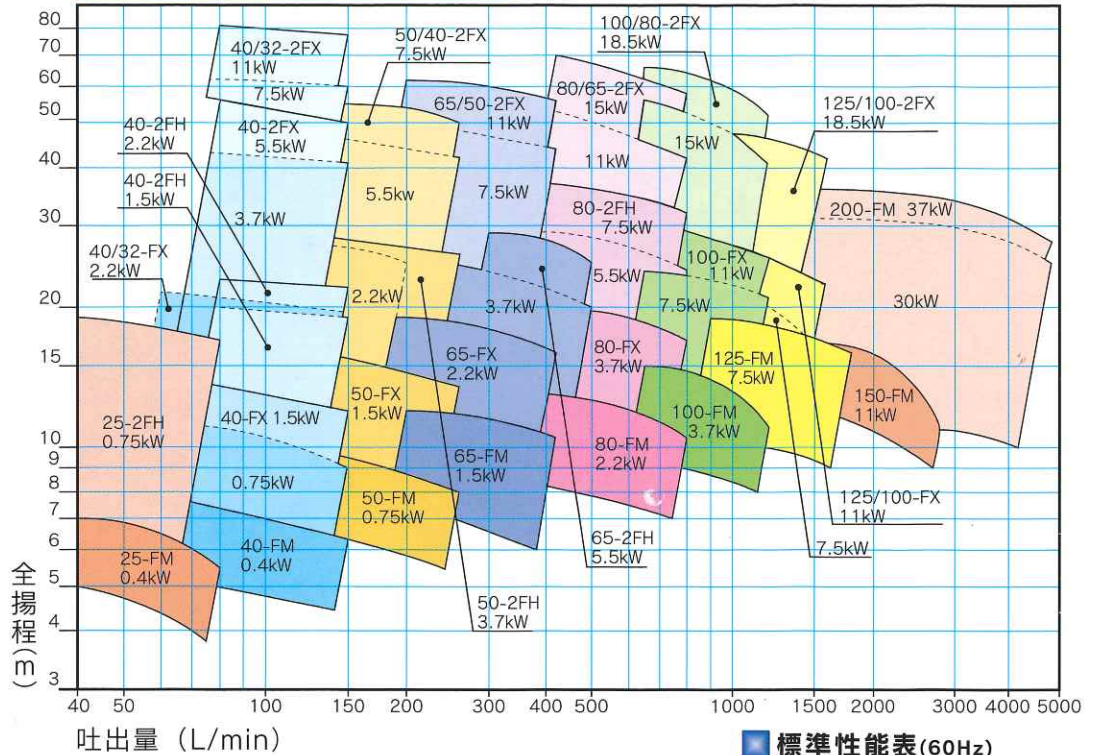 80
70
60
50
40
30
20
10
9
8
7
6
5
4
3
全揚程(m)
40/32-2FX
11kW
7.5kW
50/40-2FX
7.5kW
100/80-2FX
18.5kW
65/50-2FX
11kW
80/65-2FX
15kW
125/100-2FX
18.5kW
40-2FH
2.2kW
40-2FX
5.5kW
15kW
11kW
40-2FH
1.5kW
5.5kw
7.5kW
3.7kW
80-2FH
7.5kW
200-FM 37kW
40/32-FX
2.2kW
100-FX
11kW
2.2kW
3.7kW
5.5kW
7.5kW
30kW
65-FX
2.2kW
80-FX
3.7kW
125-FM
7.5kW
25-2FH
0.75kW
40-FX 1.5kW
50-FX
1.5kW
150-FM
11kW
100-FM
3.7kW
65-FM
1.5kW
80-FM
2.2kW
0.75kW
50-FM
0.75kW
125/100-FX
11kW
25-FM
0.4kW
40-FM
0.4kW
65-2FH
5.5kW
7.5kW
50-2FH
3.7kW
40 50 100 150 200 300 400 500 1000 1500 2000 3000 4000 5000
吐出量 (L/min)
標準性能表(60Hz)